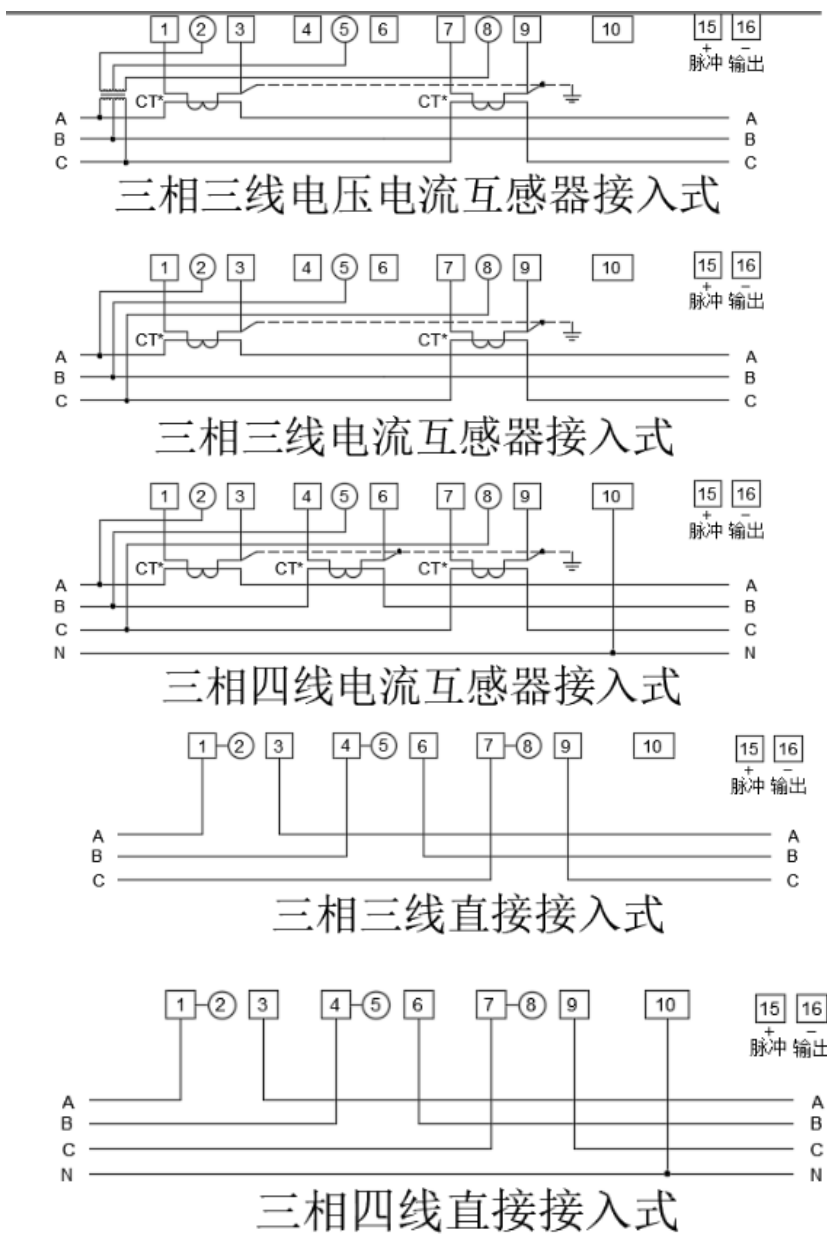 1 2 3 4 5 6 7 8 9 10 15 16
+ −
脉冲 输出
CT* CT*
A A
B B
C C
三相三线电压电流互感器接入式
1 2 3 4 5 6 7 8 9 10 15 16
+ −
脉冲 输出
CT* CT*
A A
B B
C C
三相三线电流互感器接入式
1 2 3 4 5 6 7 8 9 10 15 16
+ −
脉冲 输出
CT* CT* CT*
A A
B B
C C
N N
三相四线电流互感器接入式
1 2 3 4 5 6 7 8 9 10 15 16
+ −
脉冲 输出
A A
B B
C C
三相三线直接接入式
1 2 3 4 5 6 7 8 9 10 15 16
+ −
脉冲 输出
A A
B B
C C
N N
三相四线直接接入式